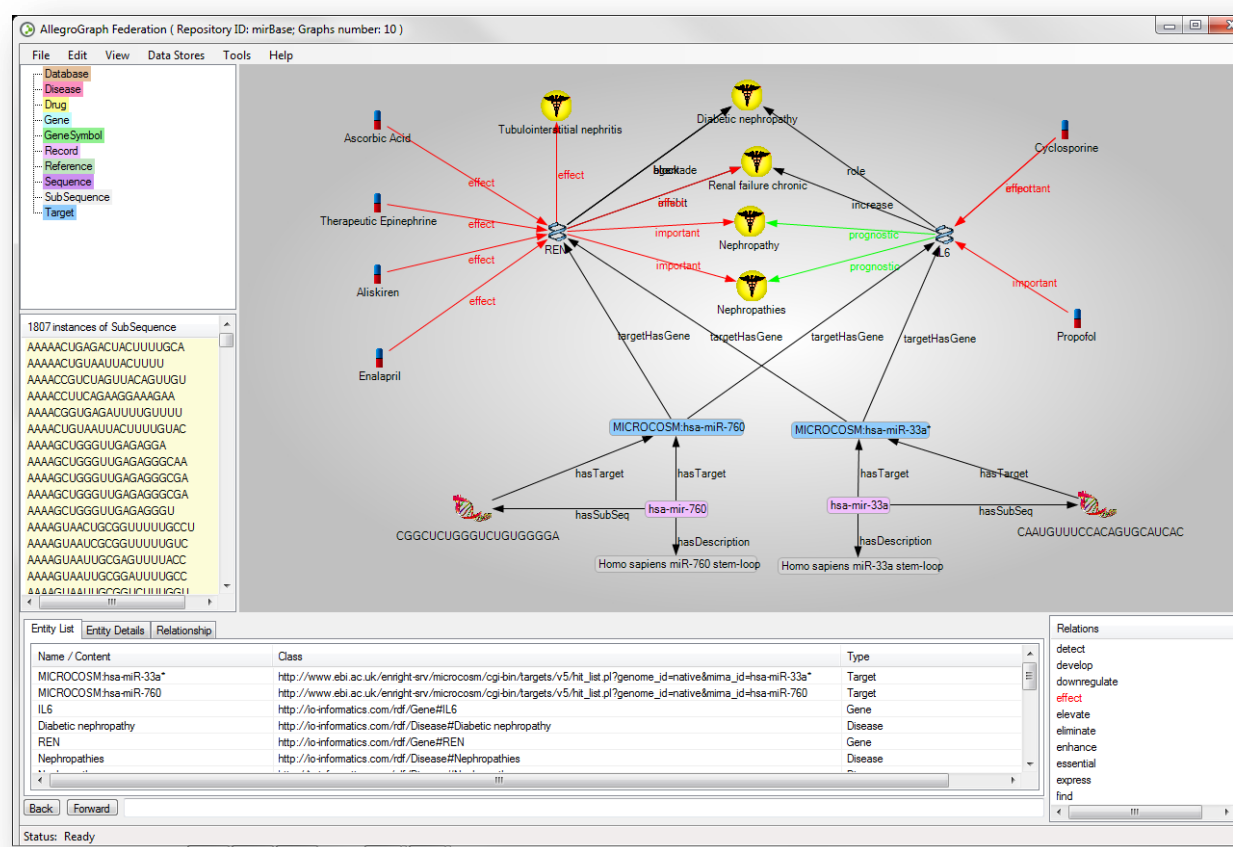 AllegroGraph Federation ( Repository ID: mirBase; Graphs number: 10 )
File Edit View Data Stores Tools Help
Database
Disease
Drug
Gene
GeneSymbol
Record
Reference
Sequence
SubSequence
Target
1807 instances of SubSequence
AAAAACUGAGACUACUUUUGCA
AAAAACUGUAAUUACUUUU
AAAACCGUCUAGUUACAGUUGU
AAAACCUUCAGAAGGAAAGAA
AAAACGGUGAGAUUUUGUUUU
AAAACUGUAAUUACUUUUGUAC
AAAAGCUGGGUUGAGAGGA
AAAAGCUGGGUUGAGAGGGCAA
AAAAGCUGGGUUGAGAGGGCGA
AAAAGCUGGGUUGAGAGGGCGA
AAAAGCUGGGUUGAGAGGGU
AAAAGUAACUGCGGUUUUUGCCU
AAAAGUAAUCGCGGUUUUUGUC
AAAAGUAAUUGCGAGUUUUACC
AAAAGUAAUUGCGGAUUUUGCC
AAAAGUAAUUGCGGUCUUUGGU
Ascorbic Acid
Tubulointerstitial nephritis
Diabetic nephropathy
Cyclosporine
effect
effect
role
Renal failure chronic
Therapeutic Epinephrine
effect
increase
REN
important
Nephropathy
prognostic
IL6
effect
important
prognostic
important
Aliskiren
effect
Nephropathies
targetHasGene
targetHasGene
targetHasGene
targetHasGene
Propofol
Enalapril
MICROCOSM:hsa-miR-760
MICROCOSM:hsa-miR-33a*
hasTarget
hasTarget
hasTarget
hasTarget
hsa-mir-760
hsa-mir-33a
hasSubSeq
hasSubSeq
CGGCUCUGGGUCUGUGGGGA
CAAUGUUUCCACAGUGCAUCAC
hasDescription
hasDescription
Homo sapiens miR-760 stem-loop
Homo sapiens miR-33a stem-loop
Entity List Entity Details Relationship
Name / Content Class Type
MICROCOSM:hsa-miR-33a* http://www.ebi.ac.uk/enright-srv/microcosm/cgi-bin/targets/v5/hit_list.pl?genome_id=native&mima_id=hsa-miR-33a* Target
MICROCOSM:hsa-miR-760 http://www.ebi.ac.uk/enright-srv/microcosm/cgi-bin/targets/v5/hit_list.pl?genome_id=native&mima_id=hsa-miR-760 Target
IL6 http://io-informatics.com/rdf/Gene#IL6 Gene
Diabetic nephropathy http://io-informatics.com/rdf/Disease#Diabetic nephropathy Disease
REN http://io-informatics.com/rdf/Gene#REN Gene
Nephropathies http://io-informatics.com/rdf/Disease#Nephropathies Disease
Relations
detect
develop
downregulate
effect
elevate
eliminate
enhance
essential
express
find
Back Forward
Status: Ready